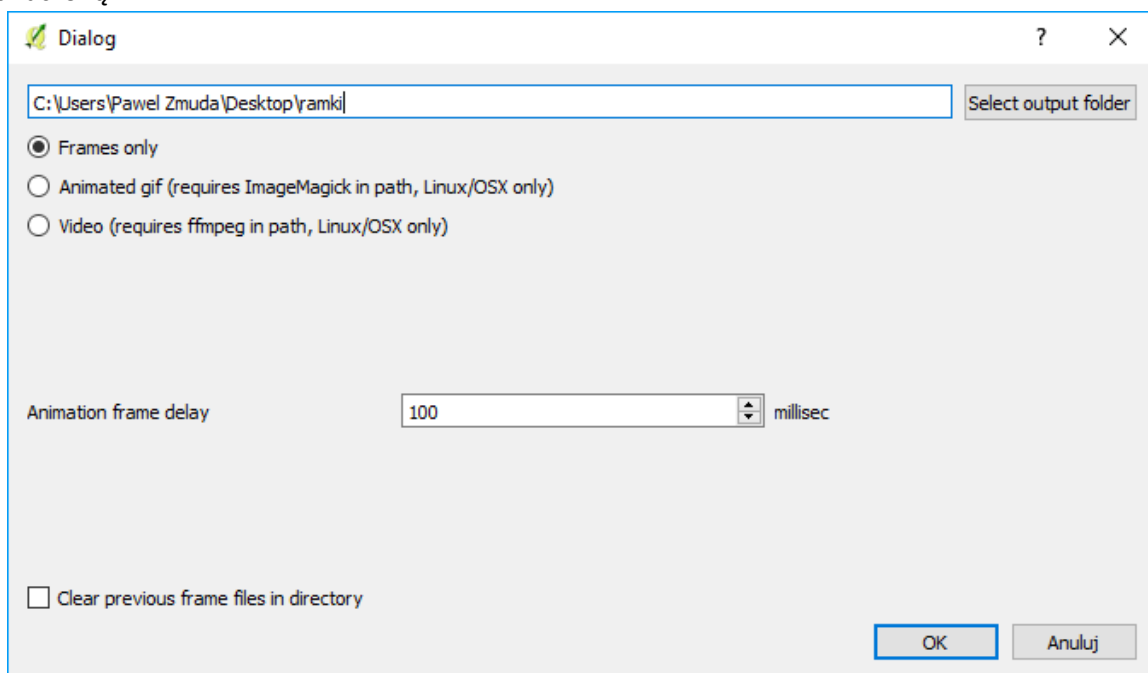 Dialog
?
C:\Users\Pawel Zmuda\Desktop\ramki
Select output folder
Frames only
Animated gif (requires ImageMagick in path, Linux/OSX only)
Video (requires ffmpeg in path, Linux/OSX only)
Animation frame delay
100
millisec
Clear previous frame files in directory
OK
Anuluj